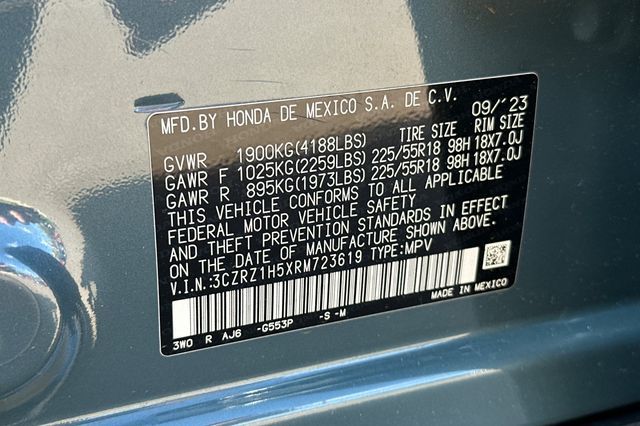 MFD.BY HONDA DE MEXICO S.A. DE C.V. 09/'23
TIRE SIZE RIM SIZE
GVWR 1900KG(4188LBS)
GAWR F 1025KG(2259LBS) 225/55R18 98H 18X7.0J
GAWR R 895KG(1973LBS) 225/55R18 98H 18X7.0J
THIS VEHICLE CONFORMS TO ALL APPLICABLE
FEDERAL MOTOR VEHICLE SAFETY
AND THEFT PREVENTION STANDARDS IN EFFECT
ON THE DATE OF MANUFACTURE SHOWN ABOVE.
V.I.N.:3CZRZ1H5XRM723619 TYPE:MPV
MADE IN MEXICO
3W0 R AJ6 -G553P -S -M